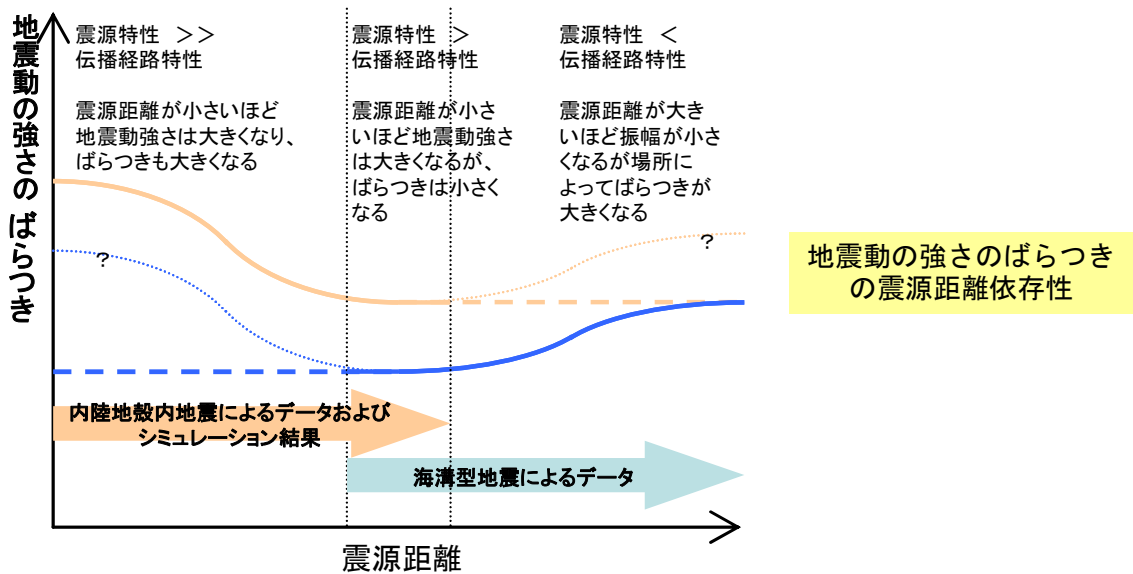 地震動の強さの ばらつき
震源特性 >>
伝播経路特性
震源距離が小さいほど
地震動強さは大きくなり、
ばらつきも大きくなる
震源特性 >
伝播経路特性
震源距離が小さ
いほど地震動強さ
は大きくなるが、
ばらつきは小さく
なる
震源特性 <
伝播経路特性
震源距離が大き
いほど振幅が小さ
くなるが場所に
よってばらつきが
大きくなる
?
?
地震動の強さのばらつき
の震源距離依存性
内陸地殻内地震によるデータおよび
シミュレーション結果
海溝型地震によるデータ
震源距離